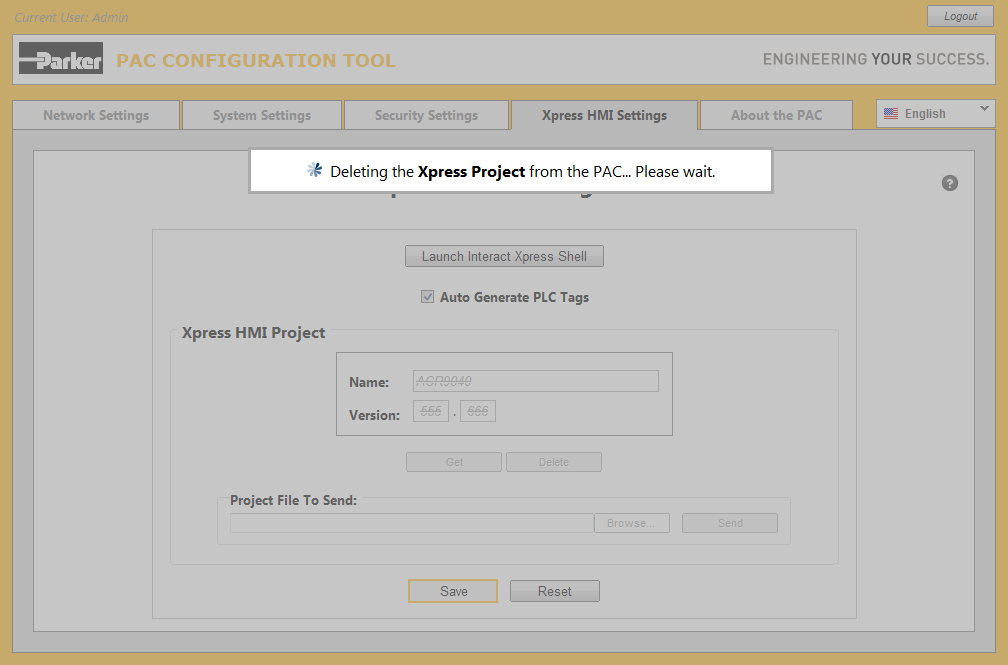 Current User: Admin
Logout
Parker
PAC CONFIGURATION TOOL
ENGINEERING YOUR SUCCESS.
Network Settings
System Settings
Security Settings
Xpress HMI Settings
About the PAC
English
Deleting the Xpress Project from the PAC... Please wait.
?
Launch Interact Xpress Shell
Auto Generate PLC Tags
Xpress HMI Project
Name:
ACR9040
Version:
555 . 666
Get
Delete
Project File To Send:
Browse...
Send
Save
Reset